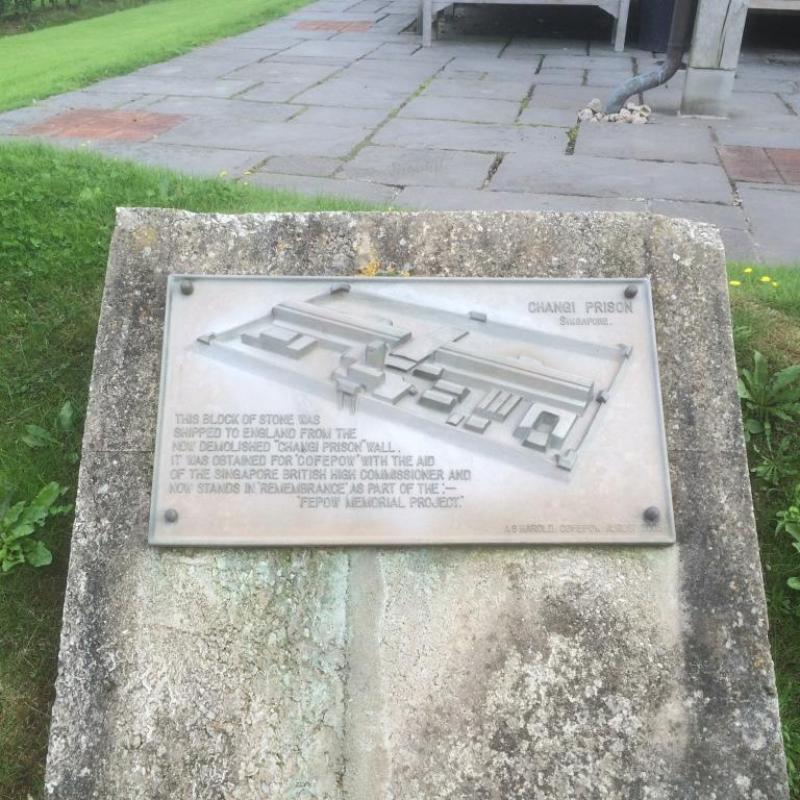 CHANGI PRISON
SINGAPORE.
THIS BLOCK OF STONE WAS
SHIPPED TO ENGLAND FROM THE
NOW DEMOLISHED "CHANGI PRISON" WALL.
IT WAS OBTAINED FOR "COFEPOW" WITH THE AID
OF THE SINGAPORE BRITISH HIGH COMMISSIONER AND
NOW STANDS IN "REMEMBRANCE" AS PART OF THE :—
"FEPOW MEMORIAL PROJECT."
HAROLD. COFEPOW. AUGUST